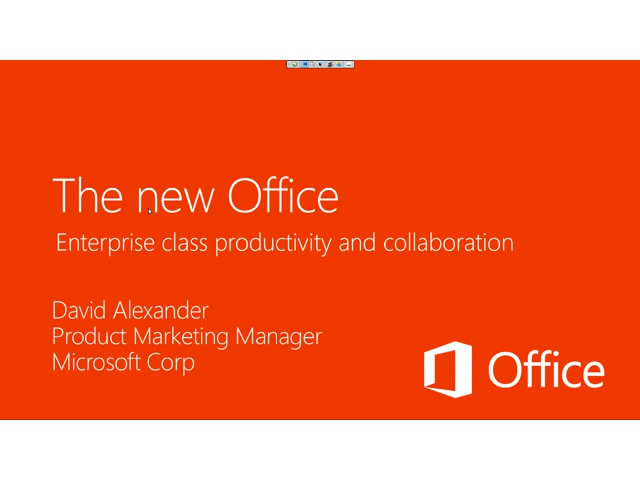 The new Office
Enterprise class productivity and collaboration
David Alexander
Product Marketing Manager
Microsoft Corp
Office